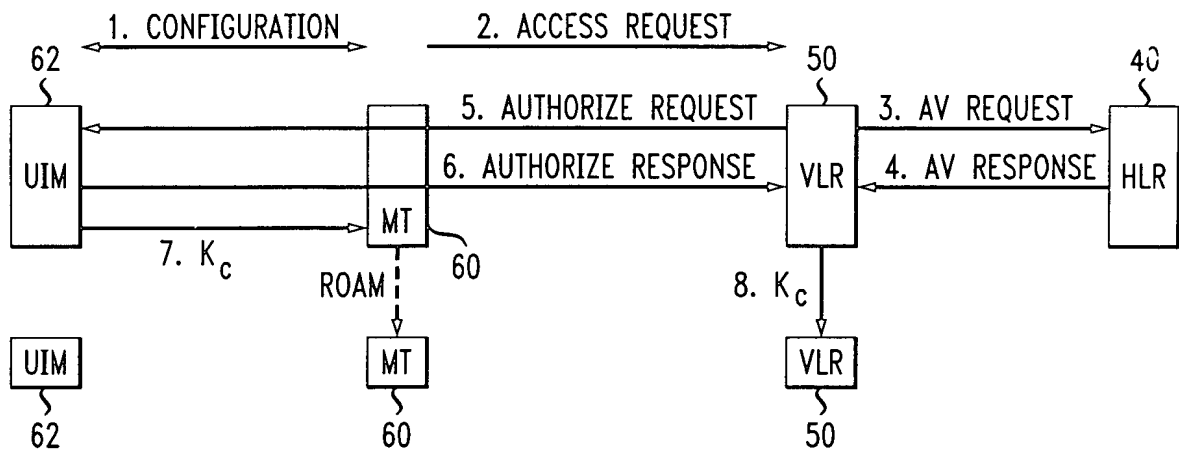 1. CONFIGURATION
2. ACCESS REQUEST
62
50
40
5. AUTHORIZE REQUEST
3. AV REQUEST
UIM
6. AUTHORIZE RESPONSE
VLR
4. AV RESPONSE
HLR
MT
7. Kc
60
ROAM
8. Kc
UIM
MT
VLR
62
60
50